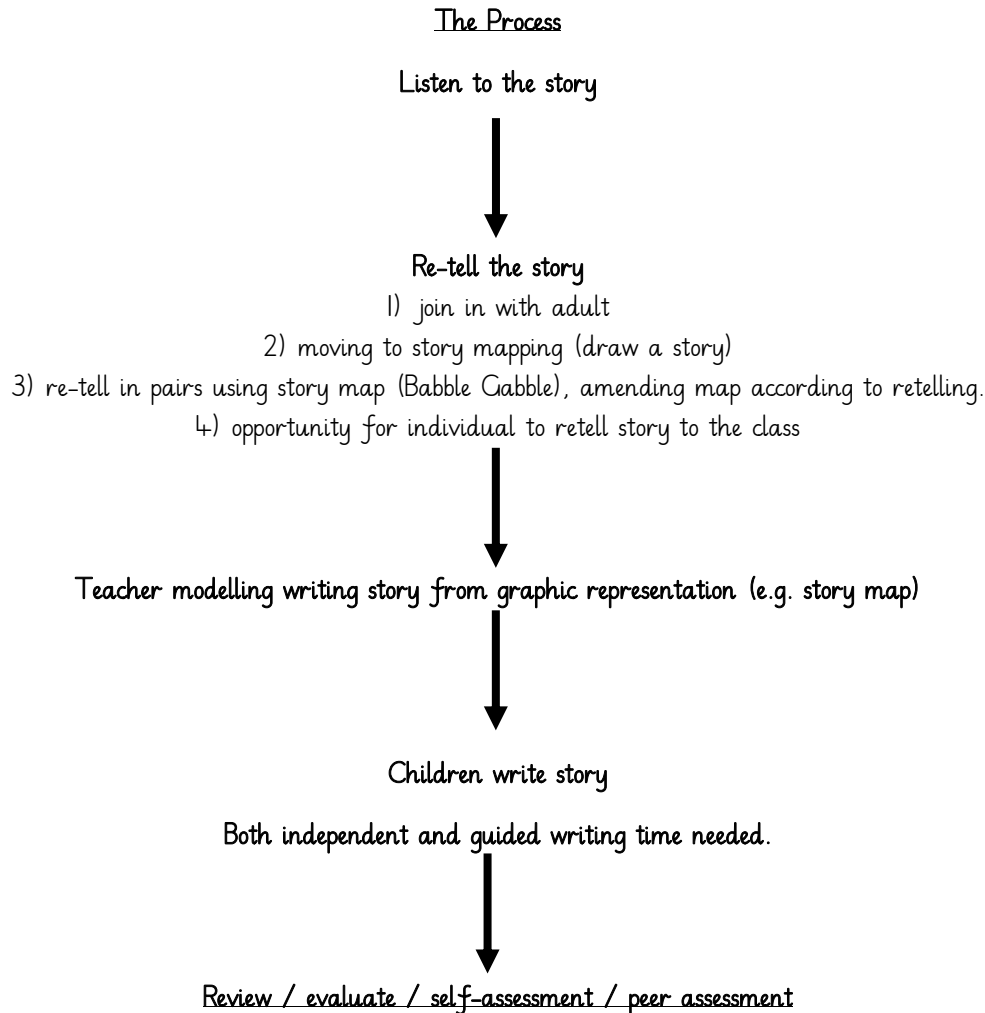 The Process
Listen to the story
Re-tell the story
1) join in with adult
2) moving to story mapping (draw a story)
3) re-tell in pairs using story map (Babble Gabble), amending map according to retelling.
4) opportunity for individual to retell story to the class
Teacher modelling writing story from graphic representation (e.g. story map)
Children write story
Both independent and guided writing time needed.
Review / evaluate / self-assessment / peer assessment